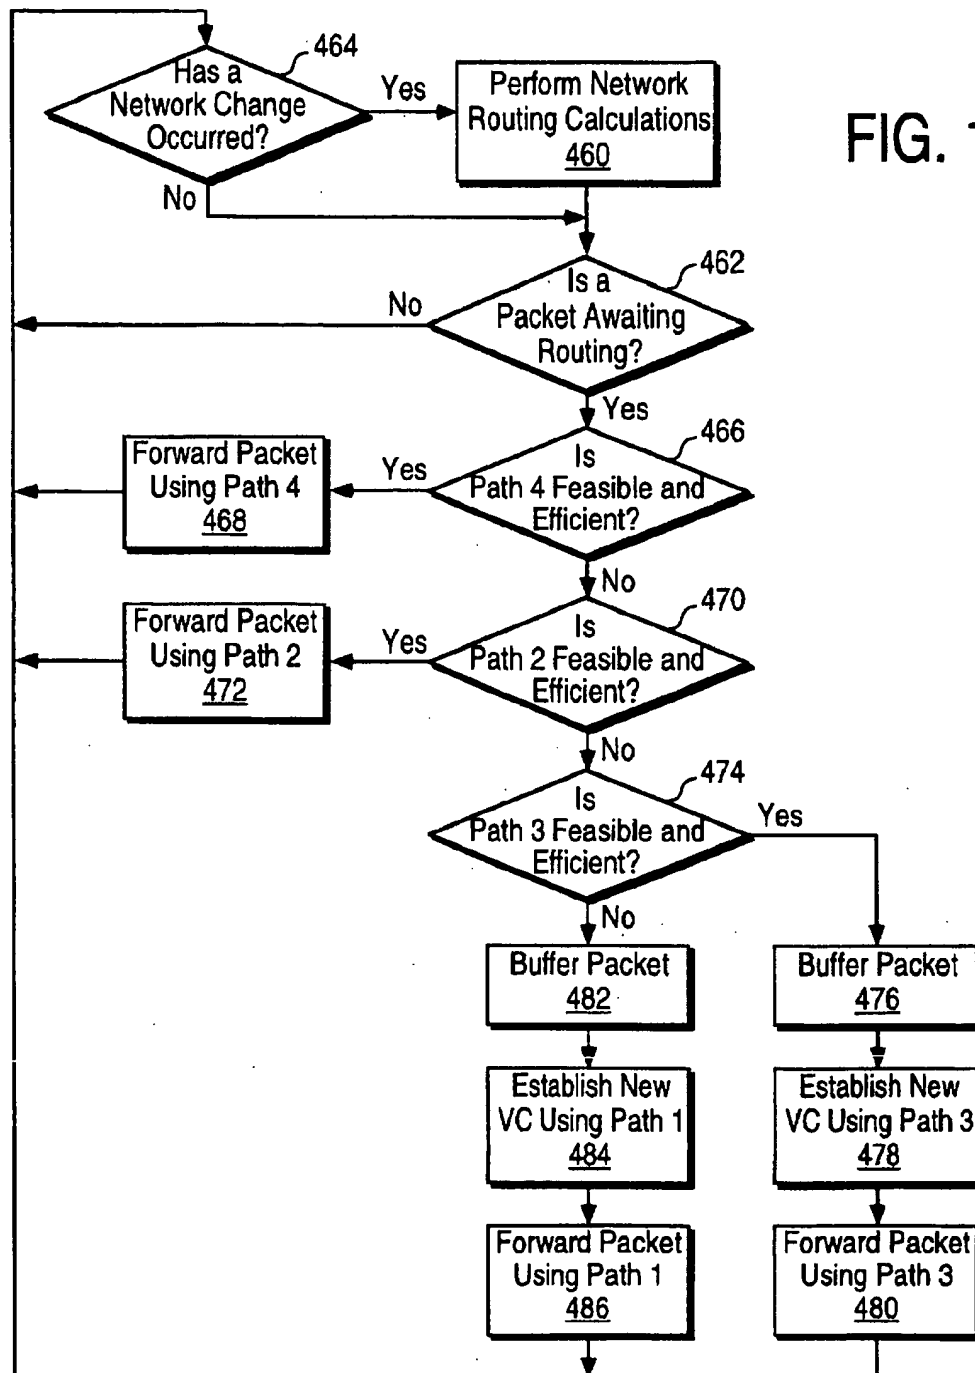 464
Has a
Network Change
Occurred?
Yes
Perform Network
Routing Calculations
460
FIG.
No
462
Is a
Packet Awaiting
Routing?
No
Yes
466
Is
Path 4 Feasible and
Efficient?
Yes
Forward Packet
Using Path 4
468
No
470
Is
Path 2 Feasible and
Efficient?
Yes
Forward Packet
Using Path 2
472
No
474
Is
Path 3 Feasible and
Efficient?
Yes
No
Buffer Packet
482
Buffer Packet
476
Establish New
VC Using Path 1
484
Establish New
VC Using Path 3
478
Forward Packet
Using Path 1
486
Forward Packet
Using Path 3
480